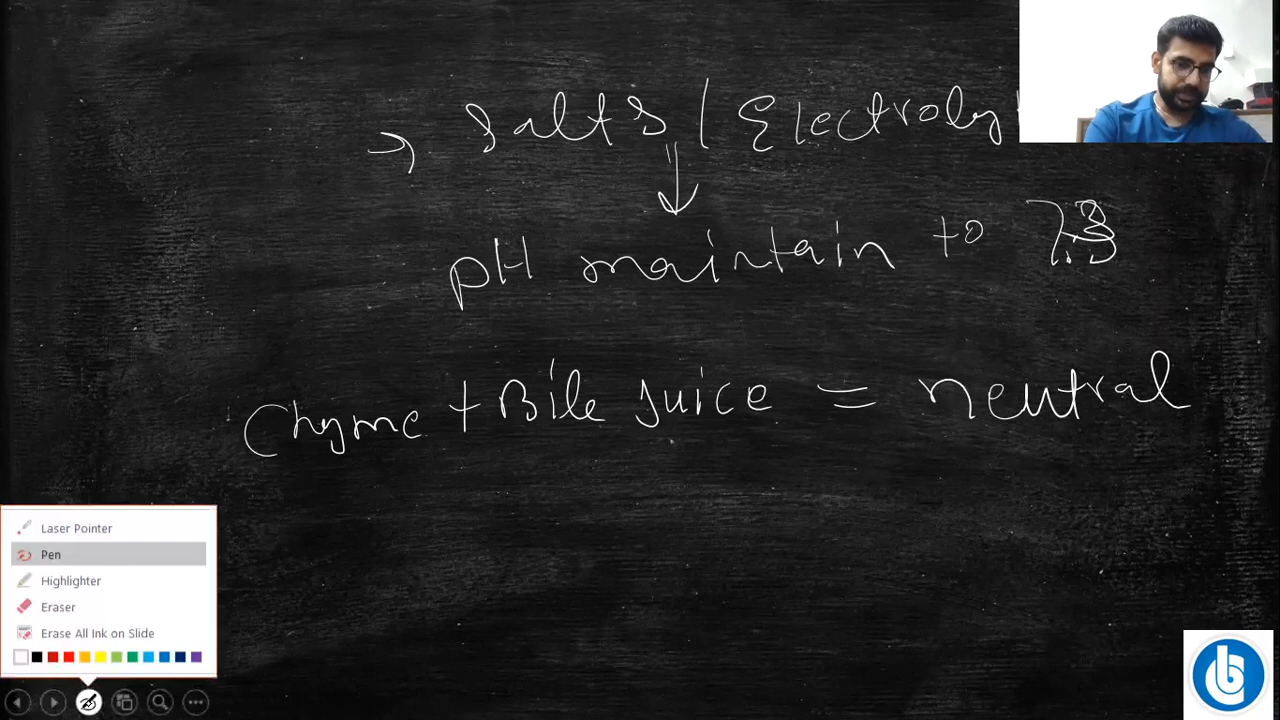 → Salts / Electroly
↓
pH maintain to 7.3
Chyme + Bile Juice = neutral
Laser Pointer
Pen
Highlighter
Eraser
Erase All Ink on Slide